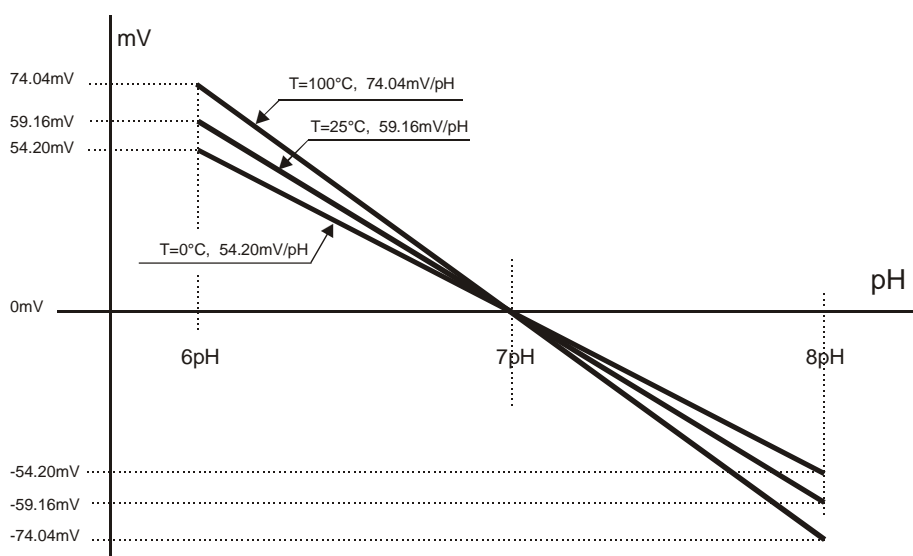 mV
74.04mV
T=100°C, 74.04mV/pH
59.16mV
T=25°C, 59.16mV/pH
54.20mV
T=0°C, 54.20mV/pH
pH
0mV
6pH
7pH
8pH
-54.20mV
-59.16mV
-74.04mV